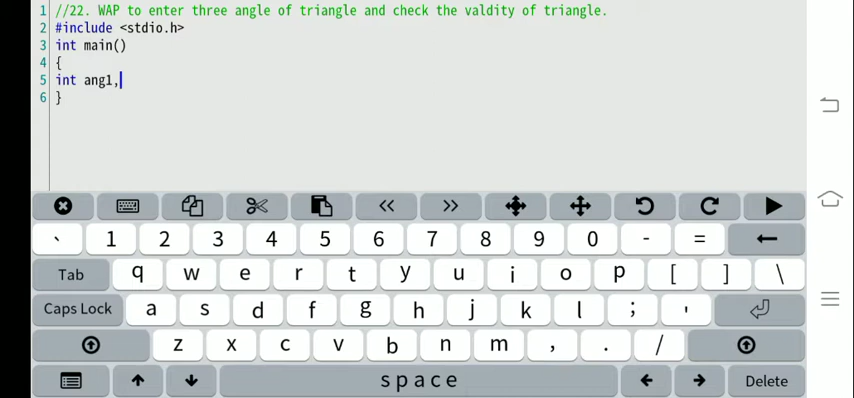 1 //22. WAP to enter three angle of triangle and check the valdity of triangle.
2 #include <stdio.h>
3 int main()
4 {
5 int ang1,
6 }
` 1 2 3 4 5 6 7 8 9 0 - =
Tab q w e r t y u i o p [ ] \
Caps Lock a s d f g h j k l ; '
z x c v b n m , . /
space Delete